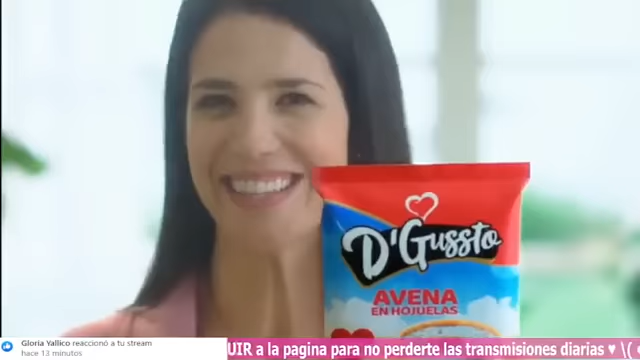 D'Gussto
AVENA
EN HOJUELAS
Gloria Yallico reaccionó a tu stream
hace 13 minutos
UIR a la pagina para no perderte las transmisiones diarias ♥ \(